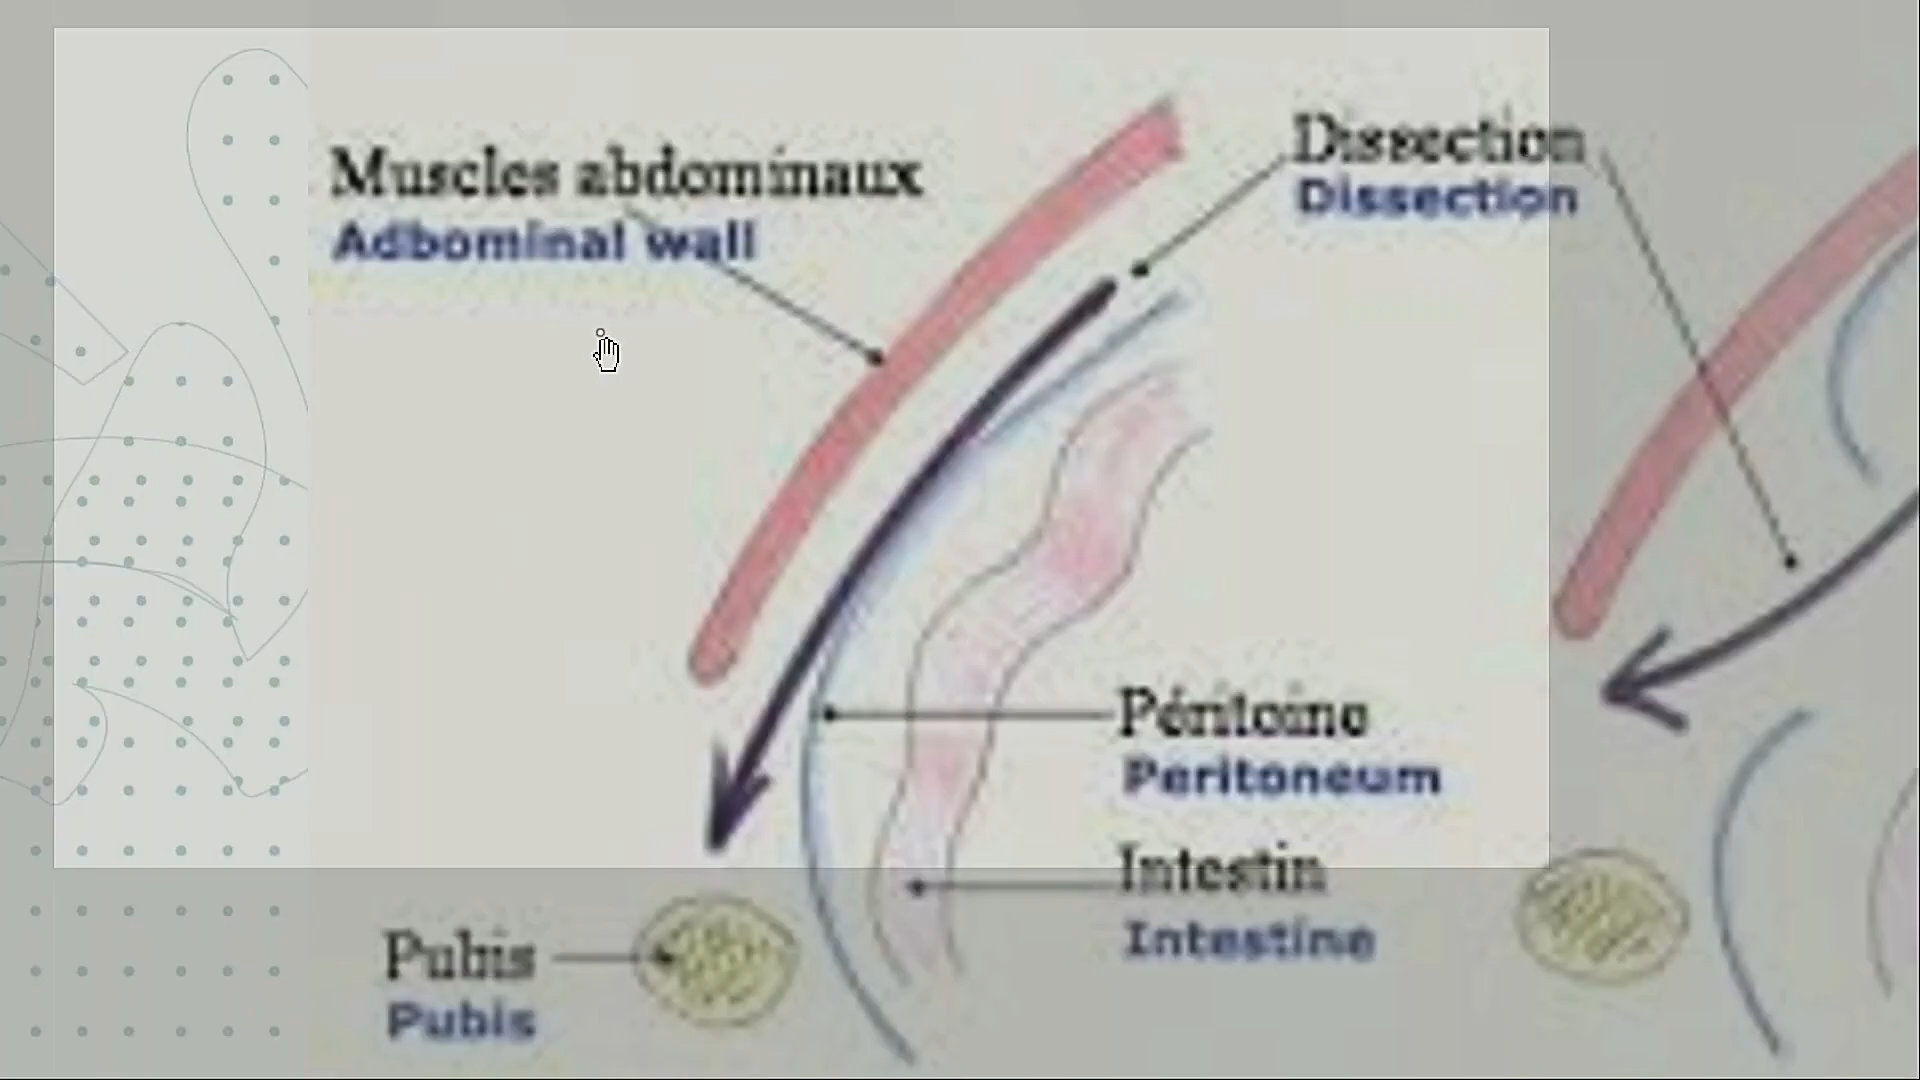 Muscles abdominaux
Adbominal wall
Dissection
Dissection
Péritoine
Peritoneum
Intestin
Intestine
Pubis
Pubis